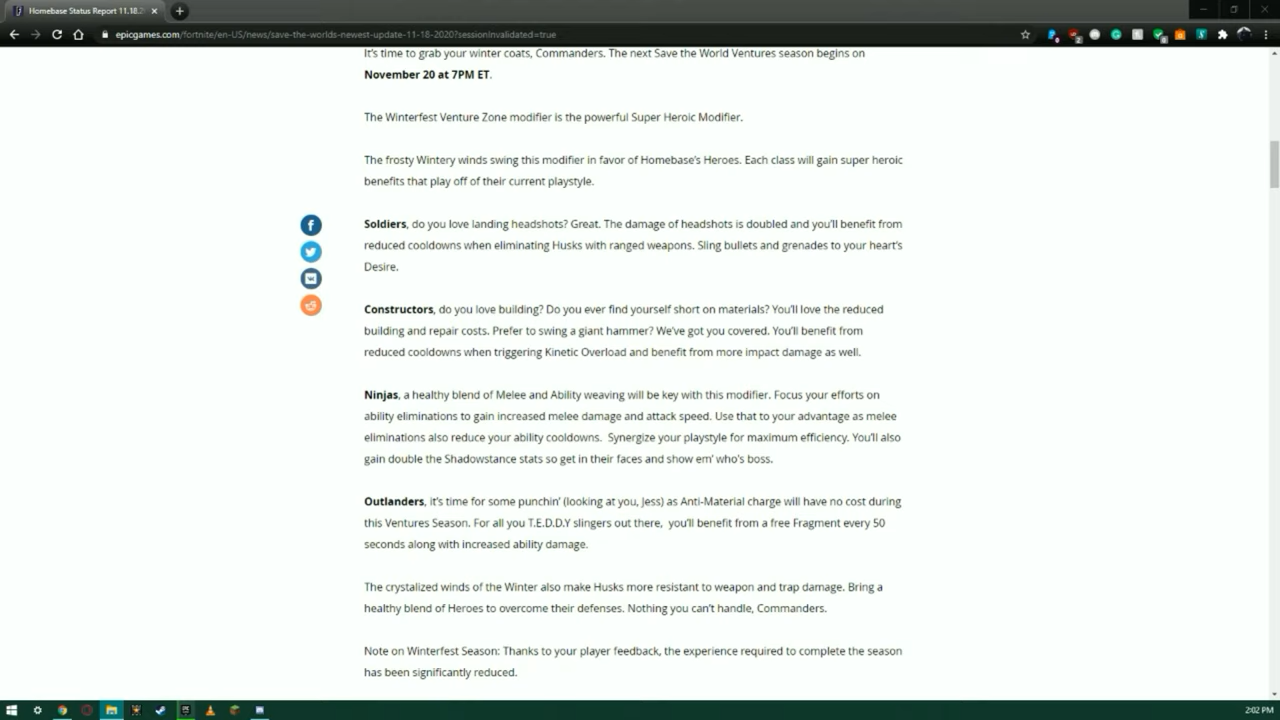 Homebase Status Report 11.18.2
epicgames.com/fortnite/en-US/news/save-the-worlds-newest-update-11-18-2020?sessionInvalidated=true
It's time to grab your winter coats, Commanders. The next Save the World Ventures season begins on
November 20 at 7PM ET.
The Winterfest Venture Zone modifier is the powerful Super Heroic Modifier.
The frosty Wintery winds swing this modifier in favor of Homebase's Heroes. Each class will gain super heroic
benefits that play off of their current playstyle.
Soldiers, do you love landing headshots? Great. The damage of headshots is doubled and you'll benefit from
reduced cooldowns when eliminating Husks with ranged weapons. Sling bullets and grenades to your heart's
Desire.
Constructors, do you love building? Do you ever find yourself short on materials? You'll love the reduced
building and repair costs. Prefer to swing a giant hammer? We've got you covered. You'll benefit from
reduced cooldowns when triggering Kinetic Overload and benefit from more impact damage as well.
Ninjas, a healthy blend of Melee and Ability weaving will be key with this modifier. Focus your efforts on
ability eliminations to gain increased melee damage and attack speed. Use that to your advantage as melee
eliminations also reduce your ability cooldowns. Synergize your playstyle for maximum efficiency. You'll also
gain double the Shadowstance stats so get in their faces and show em' who's boss.
Outlanders, it's time for some punchin' (looking at you, Jess) as Anti-Material charge will have no cost during
this Ventures Season. For all you T.E.D.D.Y slingers out there, you'll benefit from a free Fragment every 50
seconds along with increased ability damage.
The crystalized winds of the Winter also make Husks more resistant to weapon and trap damage. Bring a
healthy blend of Heroes to overcome their defenses. Nothing you can't handle, Commanders.
Note on Winterfest Season: Thanks to your player feedback, the experience required to complete the season
has been significantly reduced.
2:02 PM